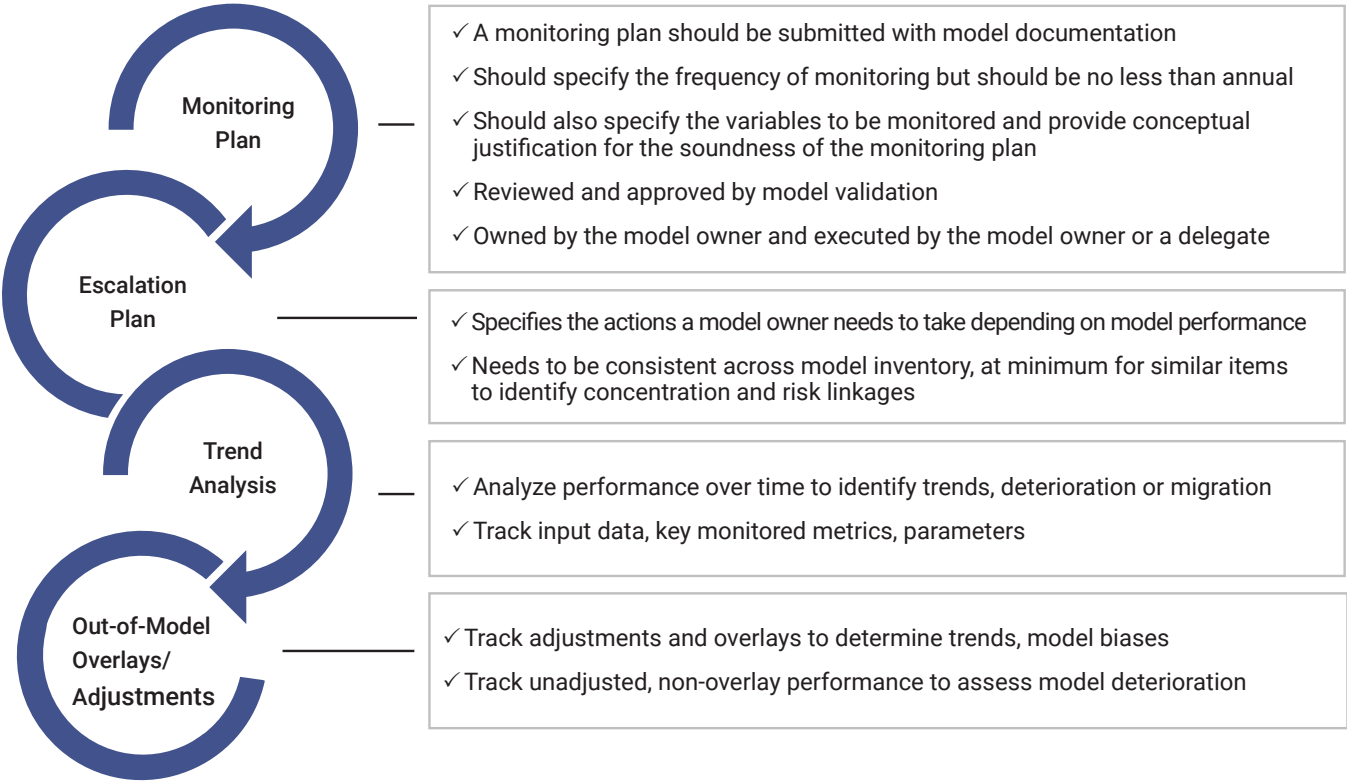 Monitoring
Plan
✓ A monitoring plan should be submitted with model documentation
✓ Should specify the frequency of monitoring but should be no less than annual
✓ Should also specify the variables to be monitored and provide conceptual
justification for the soundness of the monitoring plan
✓ Reviewed and approved by model validation
✓ Owned by the model owner and executed by the model owner or a delegate
Escalation
Plan
✓ Specifies the actions a model owner needs to take depending on model performance
✓ Needs to be consistent across model inventory, at minimum for similar items
to identify concentration and risk linkages
Trend
Analysis
✓ Analyze performance over time to identify trends, deterioration or migration
✓ Track input data, key monitored metrics, parameters
Out-of-Model
Overlays/
Adjustments
✓ Track adjustments and overlays to determine trends, model biases
✓ Track unadjusted, non-overlay performance to assess model deterioration